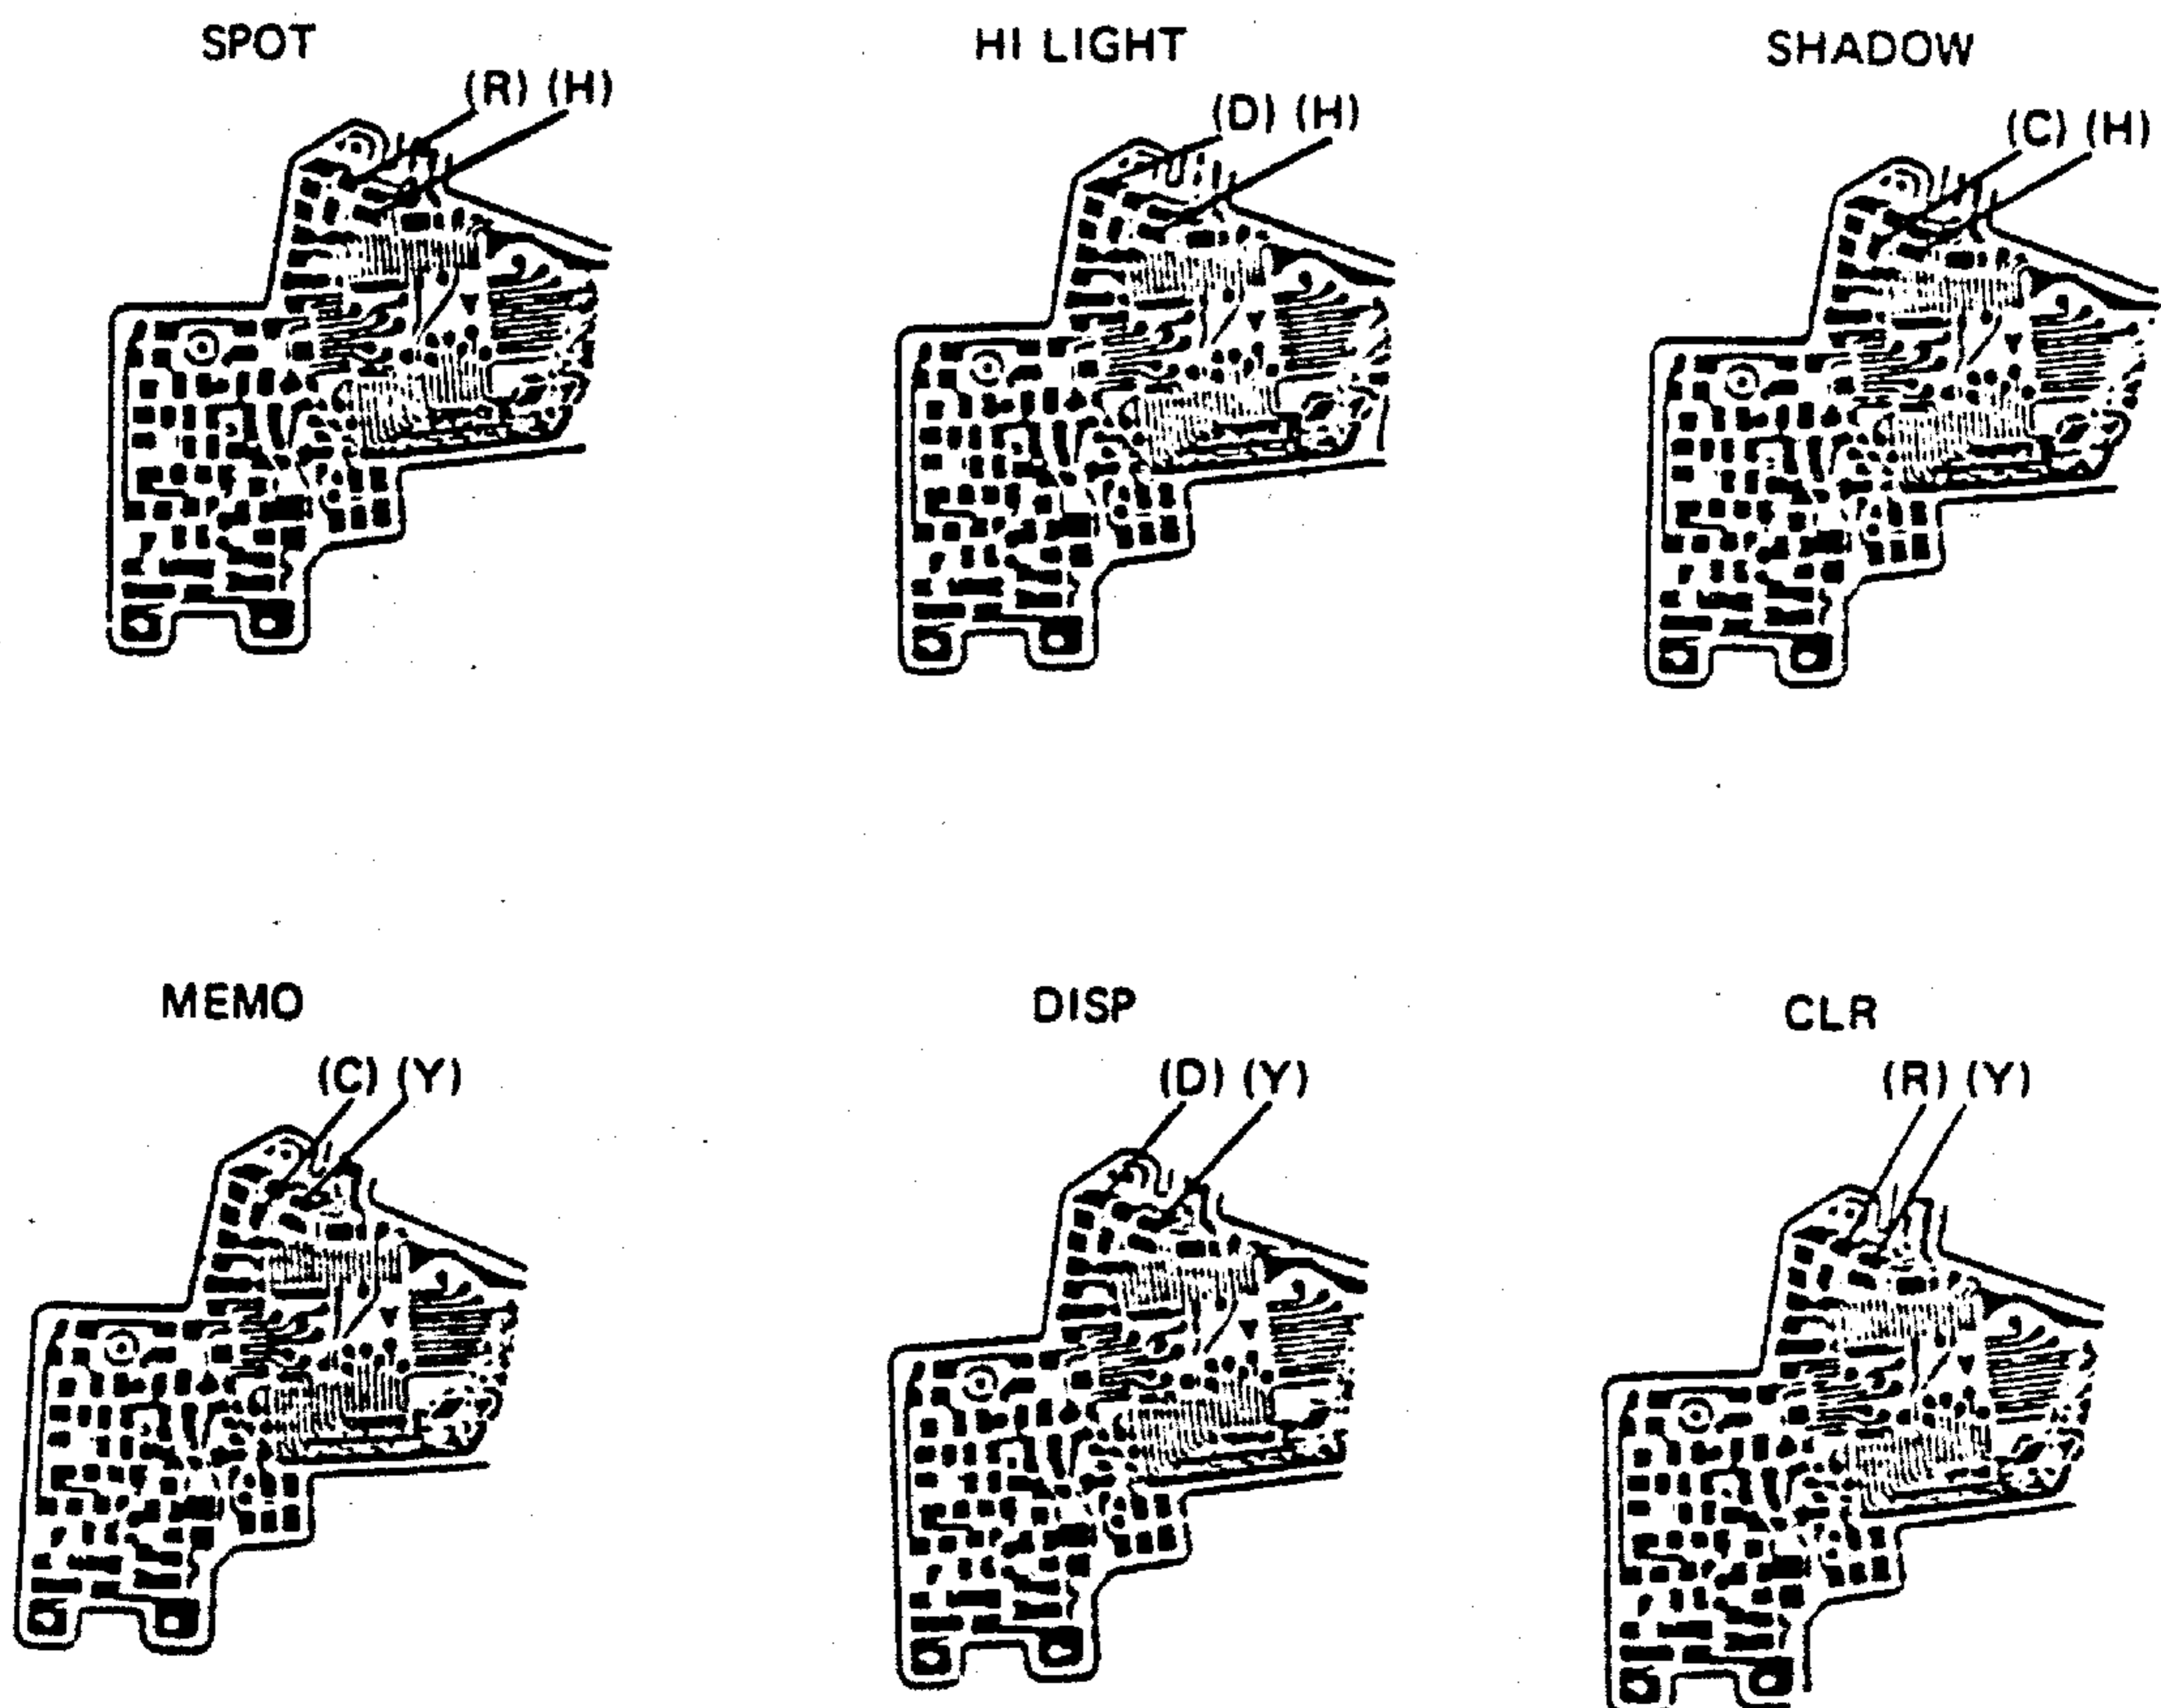 SPOT
(R) (H)
HI LIGHT
(D) (H)
SHADOW
(C) (H)
MEMO
(C) (Y)
DISP
(D) (Y)
CLR
(R) (Y)